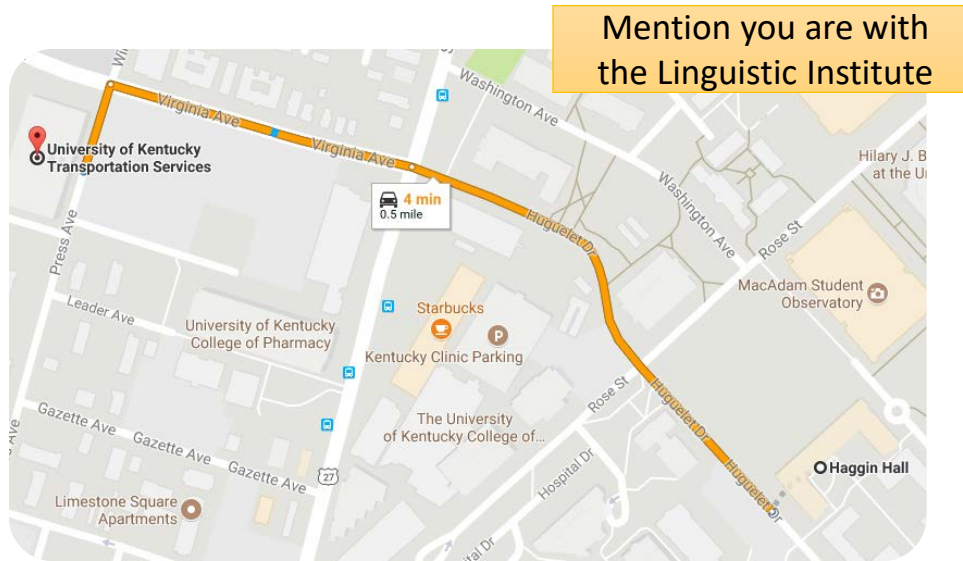 Mention you are with
the Linguistic Institute
Washington Ave
Virginia Ave
University of Kentucky
Transportation Services
Virginia Ave
Hilary J. B
at the U
4 min
0.5 mile
Huguelet Dr
Washington Ave
Rose St
Press Ave
MacAdam Student
Observatory
Leader Ave
Starbucks
University of Kentucky
College of Pharmacy
P
Kentucky Clinic Parking
Rose St
Huguelet Dr
Gazette Ave
Gazette Ave
Gazette Ave
The University
of Kentucky College of...
Hospital Dr
Haggin Hall
Huguelet Dr
27
Limestone Square
Apartments
ital Dr